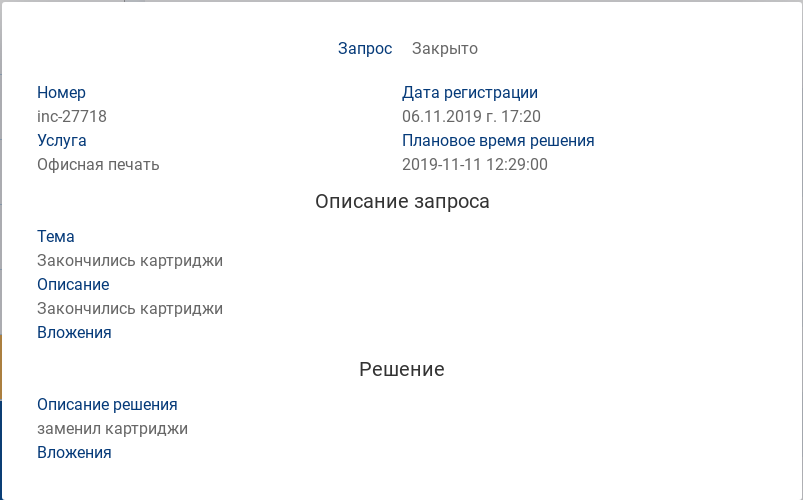 Запрос Закрыто
Номер Дата регистрации
inc-27718 06.11.2019 г. 17:20
Услуга Плановое время решения
Офисная печать 2019-11-11 12:29:00
Описание запроса
Тема
Закончились картриджи
Описание
Закончились картриджи
Вложения
Решение
Описание решения
заменил картриджи
Вложения